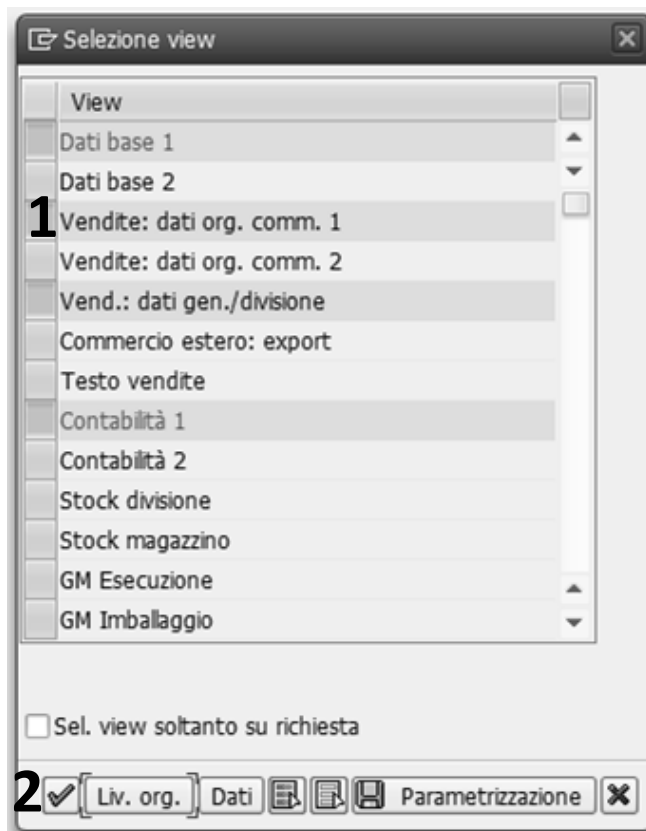 Selezione view
View
Dati base 1
Dati base 2
1 Vendite: dati org. comm. 1
Vendite: dati org. comm. 2
Vend.: dati gen./divisione
Commercio estero: export
Testo vendite
Contabilità 1
Contabilità 2
Stock divisione
Stock magazzino
GM Esecuzione
GM Imballaggio
Sel. view soltanto su richiesta
2 Liv. org. Dati Parametrizzazione